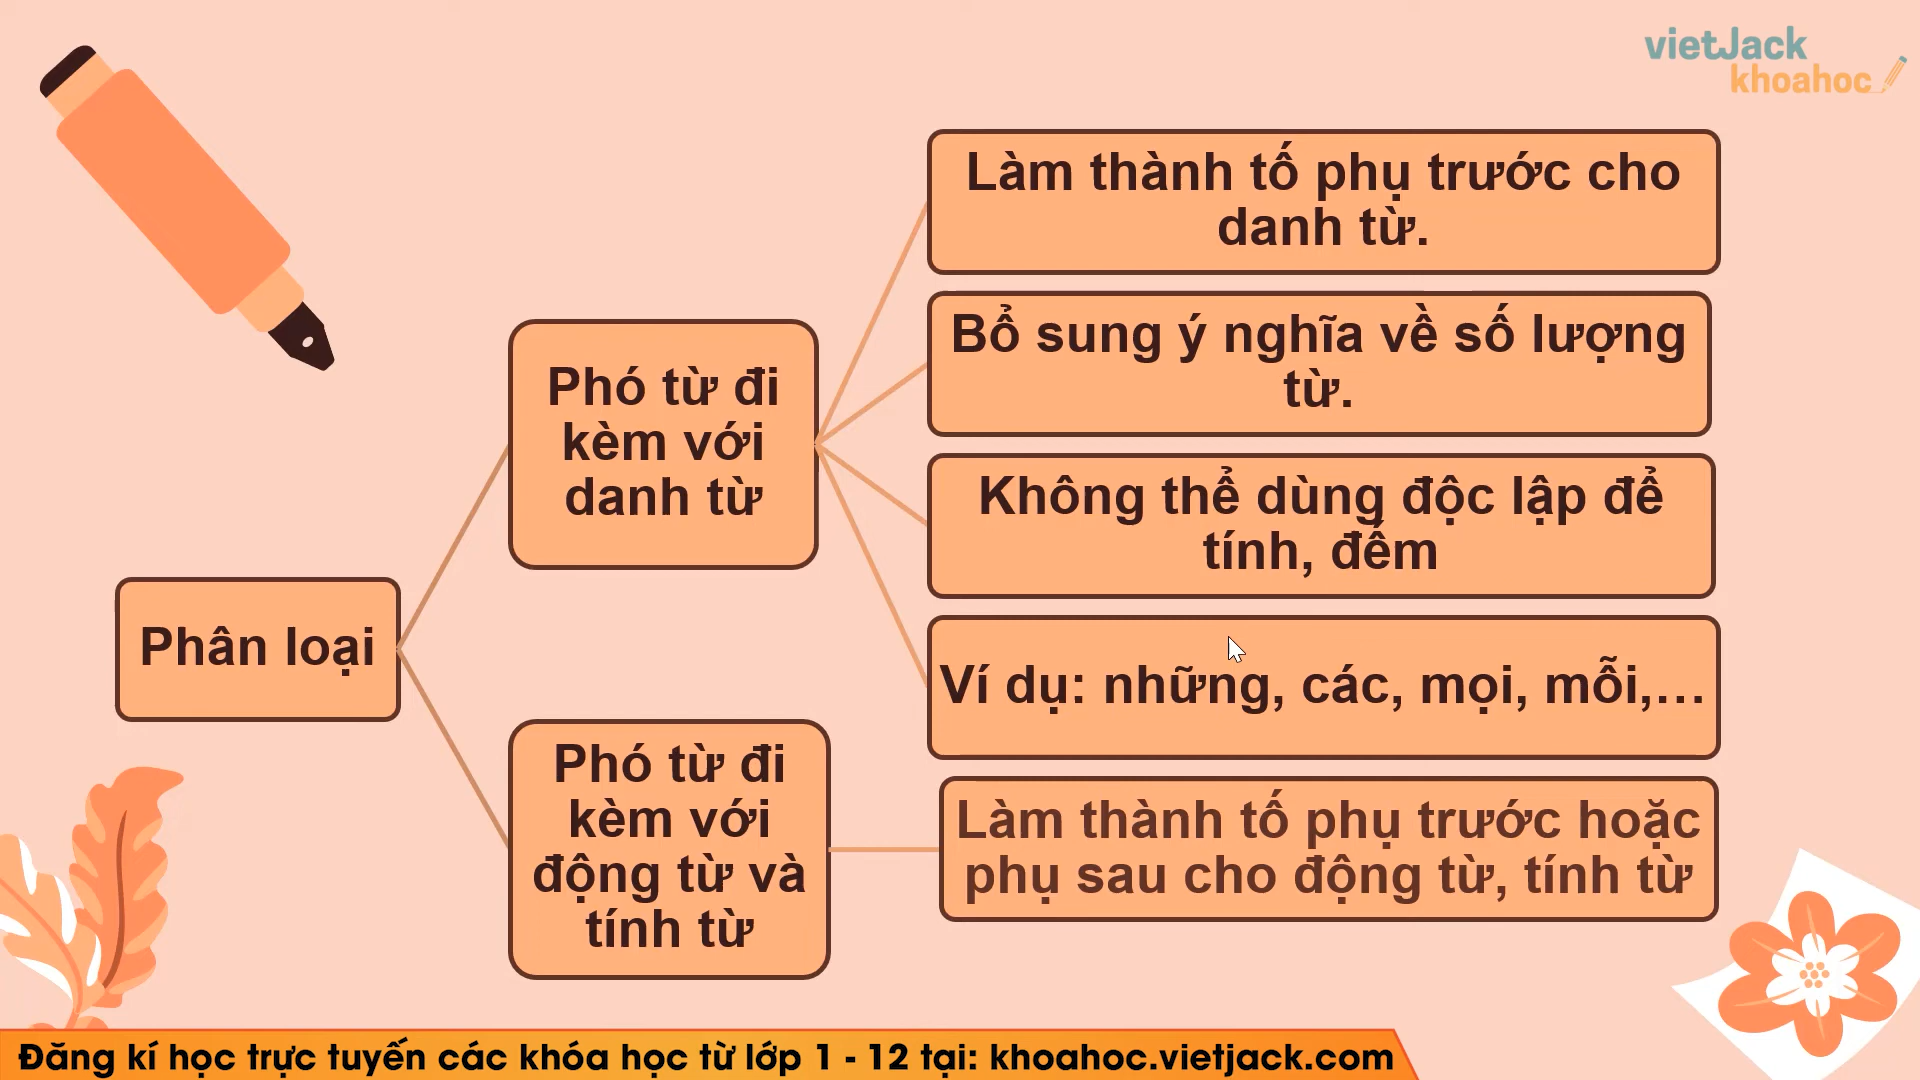 vietJack
khoahoc
Làm thành tố phụ trước cho
danh từ.
Bổ sung ý nghĩa về số lượng
từ.
Phó từ đi
kèm với
danh từ
Không thể dùng độc lập để
tính, đếm
Phân loại
Ví dụ: những, các, mọi, mỗi,...
Phó từ đi
kèm với
động từ và
tính từ
Làm thành tố phụ trước hoặc
phụ sau cho động từ, tính từ
Đăng kí học trực tuyến các khóa học từ lớp 1 - 12 tại: khoahoc.vietjack.com